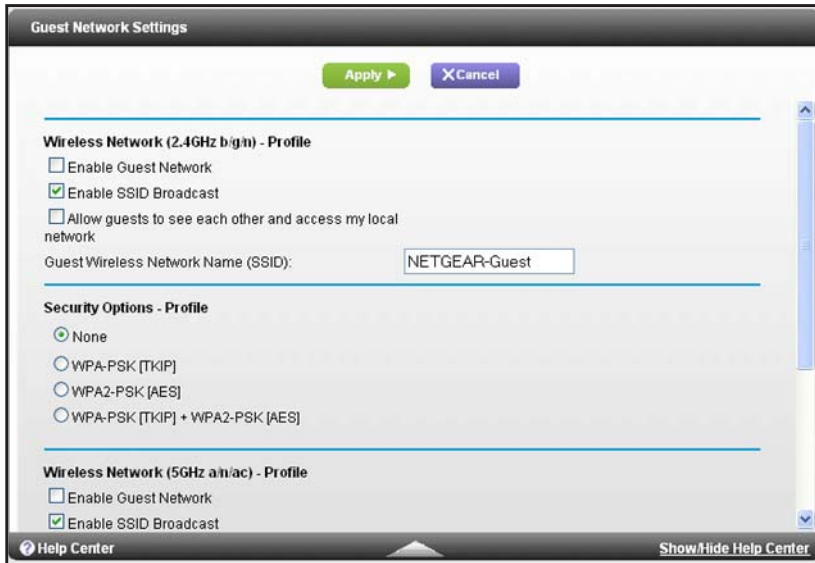 Guest Network Settings
Apply
XCancel
Wireless Network (2.4GHz b/g/n) - Profile
Enable Guest Network
Enable SSID Broadcast
Allow guests to see each other and access my local
network
Guest Wireless Network Name (SSID):
NETGEAR-Guest
Security Options - Profile
None
WPA-PSK [TKIP]
WPA2-PSK [AES]
WPA-PSK [TKIP] + WPA2-PSK [AES]
Wireless Network (5GHz a/n/ac) - Profile
Enable Guest Network
Enable SSID Broadcast
Help Center
Show/Hide Help Center